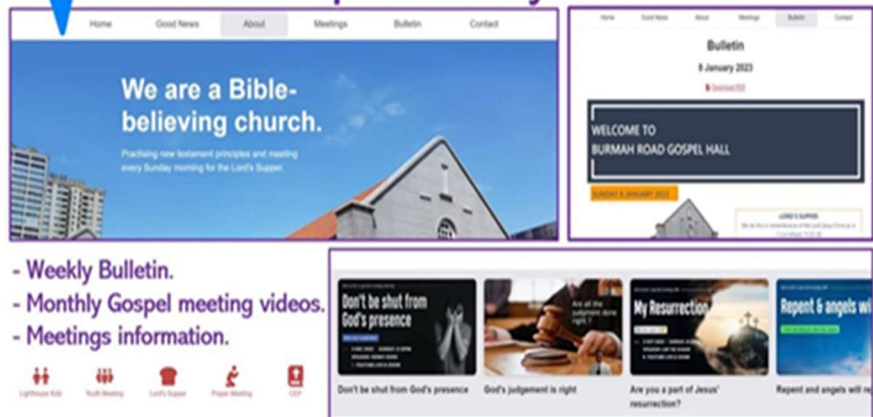 Home Good News About Meetings Bulletin Contact
We are a Bible-
believing church.
Practising new testament principles and meeting
every Sunday morning for the Lord's Supper.
Home Good News About Meetings Bulletin Contact
Bulletin
8 January 2023
Download PDF
WELCOME TO
BURMAH ROAD GOSPEL HALL
SUNDAY 8 JANUARY 2023
LORD'S SUPPER
- Weekly Bulletin.
- Monthly Gospel meeting videos.
- Meetings information.
Lighthouse Kids Youth Meeting Lord's Supper Prayer Meeting
Don't be shut from
God's presence
Are all the
judgment done
right ?
My Resurrection
Repent & angels wi
Don't be shut from God's presence
God's judgement is right
Are you a part of Jesus'
resurrection?
Repent and angels will re